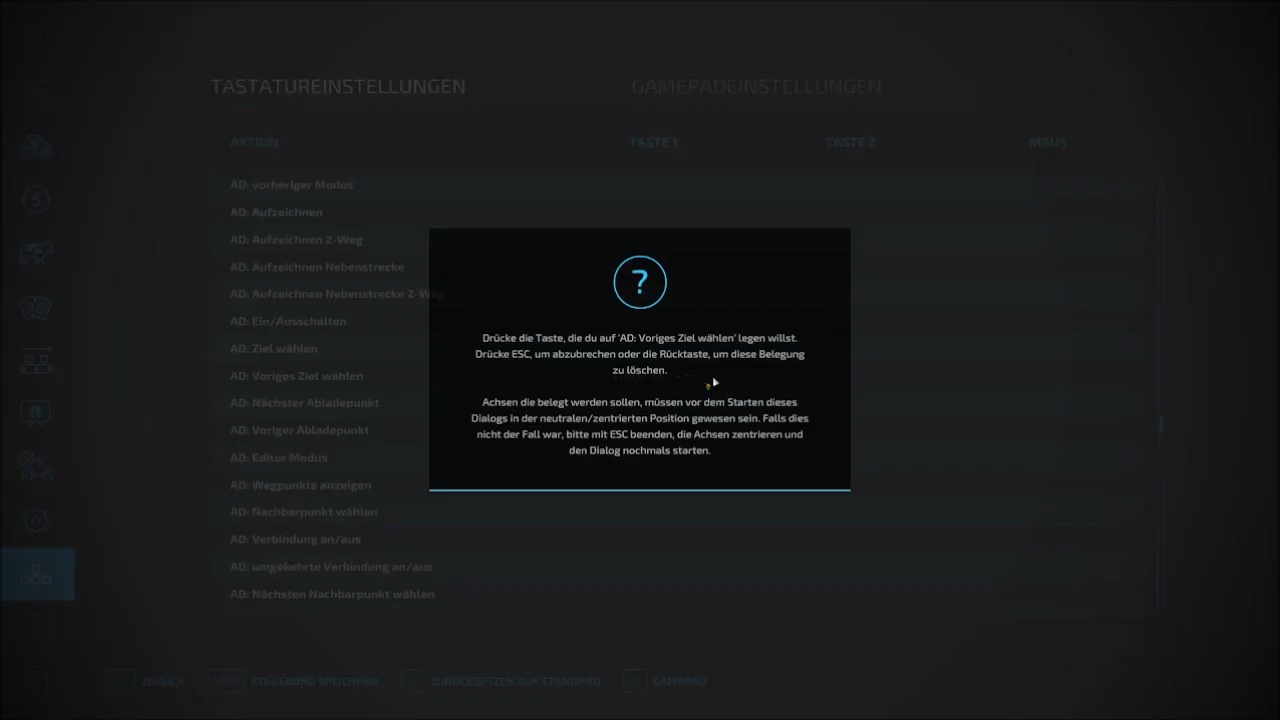 TASTATUREINSTELLUNGEN GAMEPADEINSTELLUNGEN
AKTION TASTE 1 TASTE 2 MAUS
AD: vorheriger Modus
AD: Aufzeichnen
AD: Aufzeichnen 2-Weg
AD: Aufzeichnen Nebenstrecke
AD: Aufzeichnen Nebenstrecke 2-Weg
AD: Ein/Ausschalten
AD: Ziel wählen
AD: Voriges Ziel wählen
AD: Nächster Abladepunkt
AD: Voriger Abladepunkt
AD: Editor Modus
AD: Wegpunkte anzeigen
AD: Nachbarpunkt wählen
AD: Verbindung an/aus
AD: umgekehrte Verbindung an/aus
AD: Nächsten Nachbarpunkt wählen
?
Drücke die Taste, die du auf 'AD: Voriges Ziel wählen' legen willst.
Drücke ESC, um abzubrechen oder die Rücktaste, um diese Belegung
zu löschen.
Achsen die belegt werden sollen, müssen vor dem Starten dieses
Dialogs in der neutralen/zentrierten Position gewesen sein. Falls dies
nicht der Fall war, bitte mit ESC beenden, die Achsen zentrieren und
den Dialog nochmals starten.
ZURÜCK STEUERUNG SPEICHERN ZURÜCKSETZEN AUF STANDARD GAMEPAD